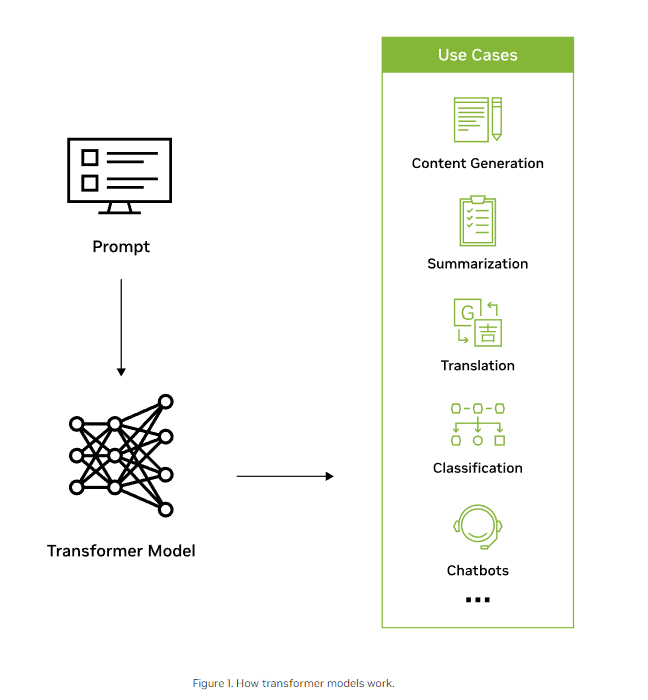 Use Cases
Content Generation
Prompt
Summarization
G
吉
Translation
Classification
Transformer Model
Chatbots
...
Figure 1. How transformer models work.